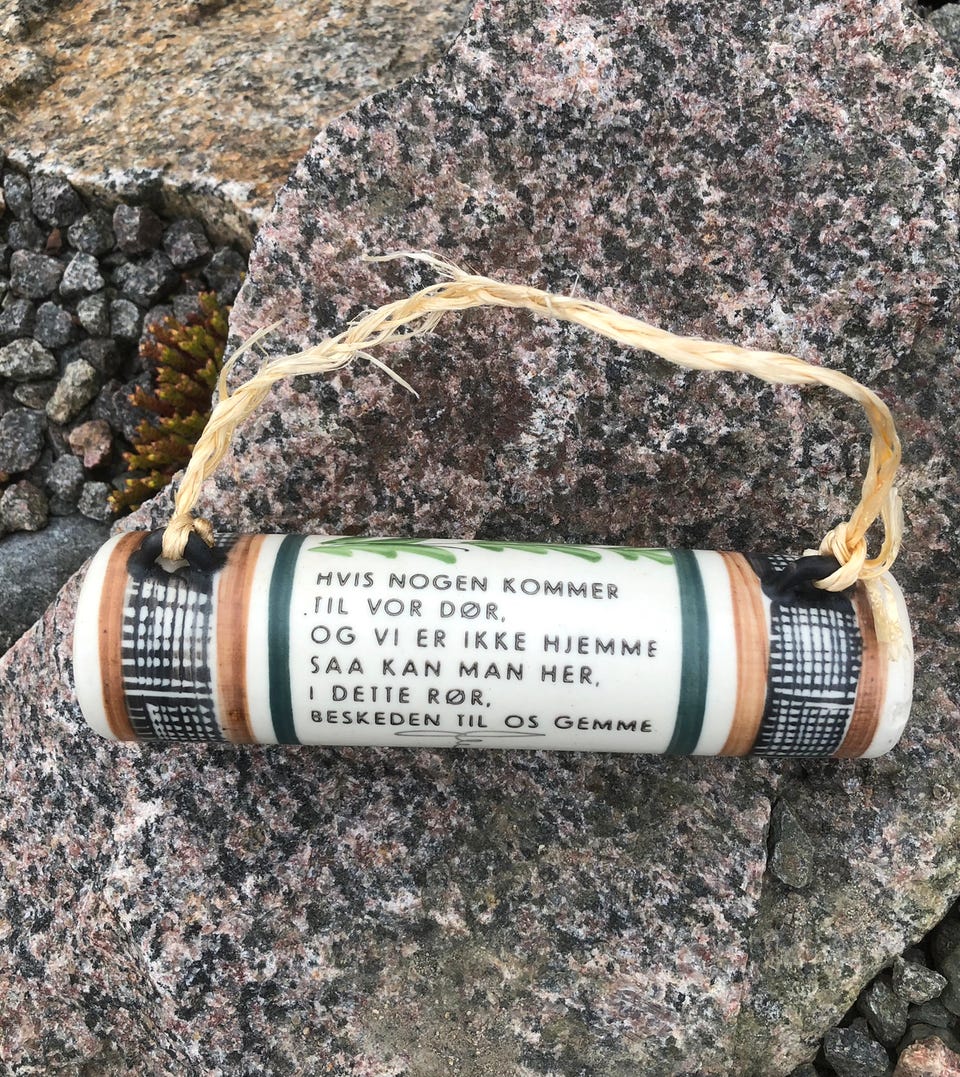 HVIS NOGEN KOMMER
TIL VOR DØR,
OG VI ER IKKE HJEMME
SAA KAN MAN HER,
I DETTE RØR,
BESKEDEN TIL OS GEMME